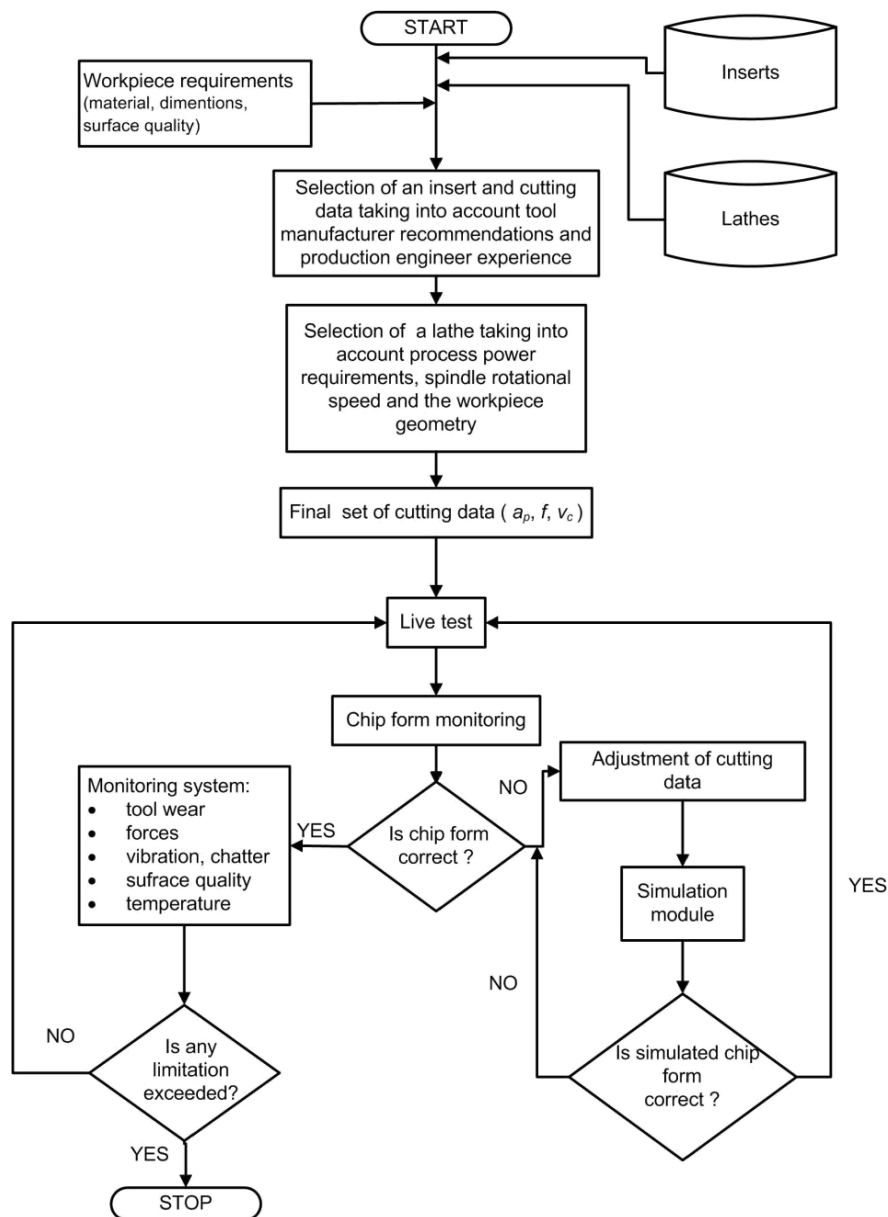 START
Inserts
Workpiece requirements
(material, dimentions,
surface quality)
Lathes
Selection of an insert and cutting
data taking into account tool
manufacturer recommendations and
production engineer experience
Selection of a lathe taking into
account process power
requirements, spindle rotational
speed and the workpiece
geometry
Final set of cutting data ( ap, f, vc )
Live test
Chip form monitoring
Is chip form
correct ?
YES
NO
Monitoring system:
• tool wear
• forces
• vibration, chatter
• sufrace quality
• temperature
Adjustment of cutting
data
Simulation
module
Is simulated chip
form
correct ?
NO
YES
Is any
limitation
exceeded?
NO
YES
STOP